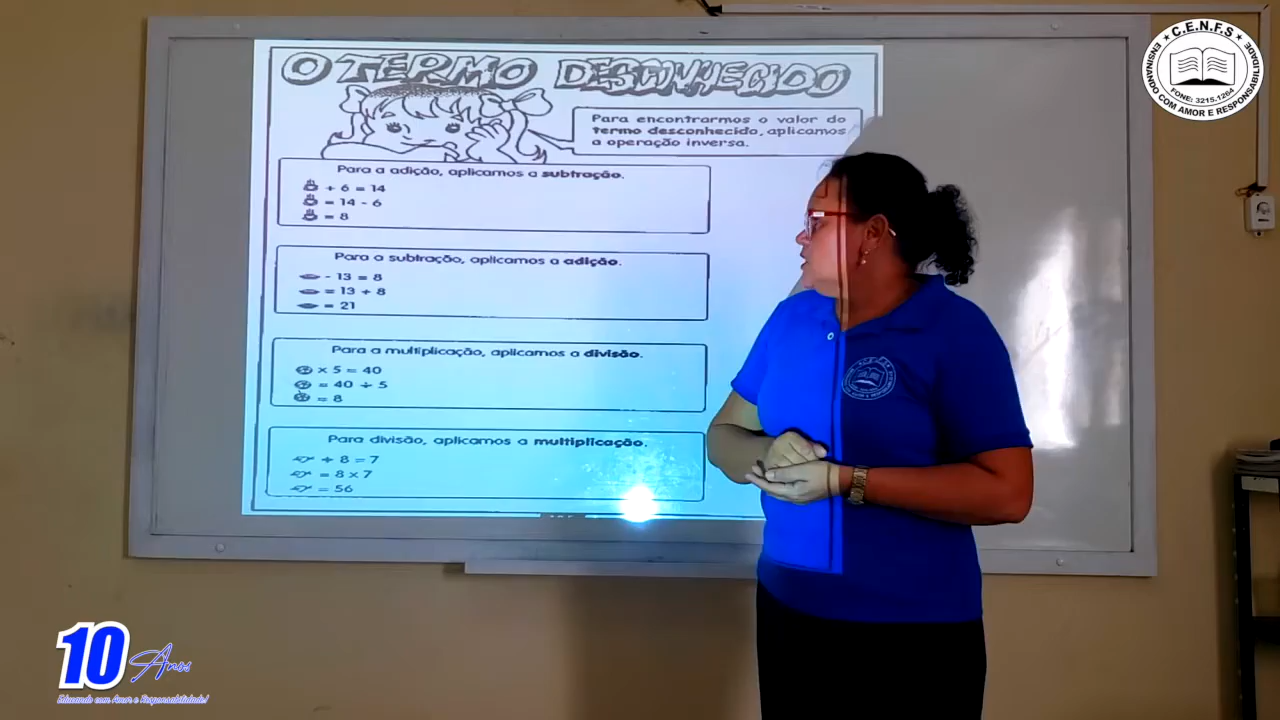 O TERMO DESCONHECIDO
Para encontrarmos o valor do
termo desconhecido, aplicamos
a operação inversa.
Para a adição, aplicamos a subtração.
+ 6 = 14
= 14 - 6
= 8
Para a subtração, aplicamos a adição.
- 13 = 8
= 13 + 8
= 21
Para a multiplicação, aplicamos a divisão.
x 5 = 40
= 40 ÷ 5
= 8
Para divisão, aplicamos a multiplicação.
÷ 8 = 7
= 8 x 7
= 56
C.E.N.F.S
ENSINANDO COM AMOR E RESPONSABILIDADE
FONE: 3215.1264
10 Anos
Educando com Amor e Responsabilidade!